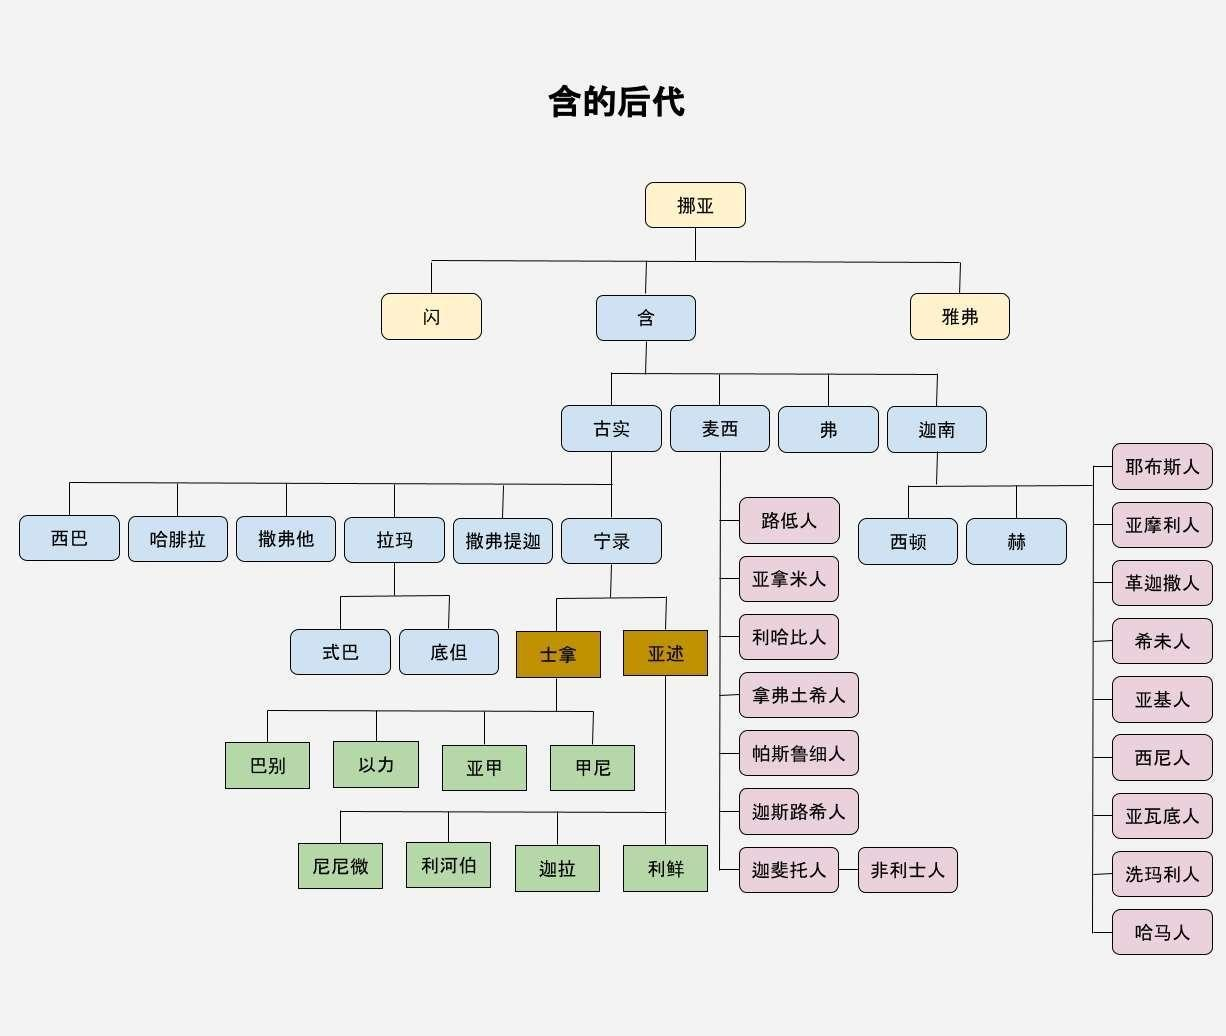 含的后代
挪亚
闪
含
雅弗
古实
麦西
弗
迦南
西巴
哈腓拉
撒弗他
拉玛
撒弗提迦
宁录
式巴
底但
士拿
亚述
巴别
以力
亚甲
甲尼
尼尼微
利河伯
迦拉
利鲜
路低人
亚拿米人
利哈比人
拿弗土希人
帕斯鲁细人
迦斯路希人
迦斐托人
非利士人
西顿
赫
耶布斯人
亚摩利人
革迦撒人
希未人
亚基人
西尼人
亚瓦底人
洗玛利人
哈马人